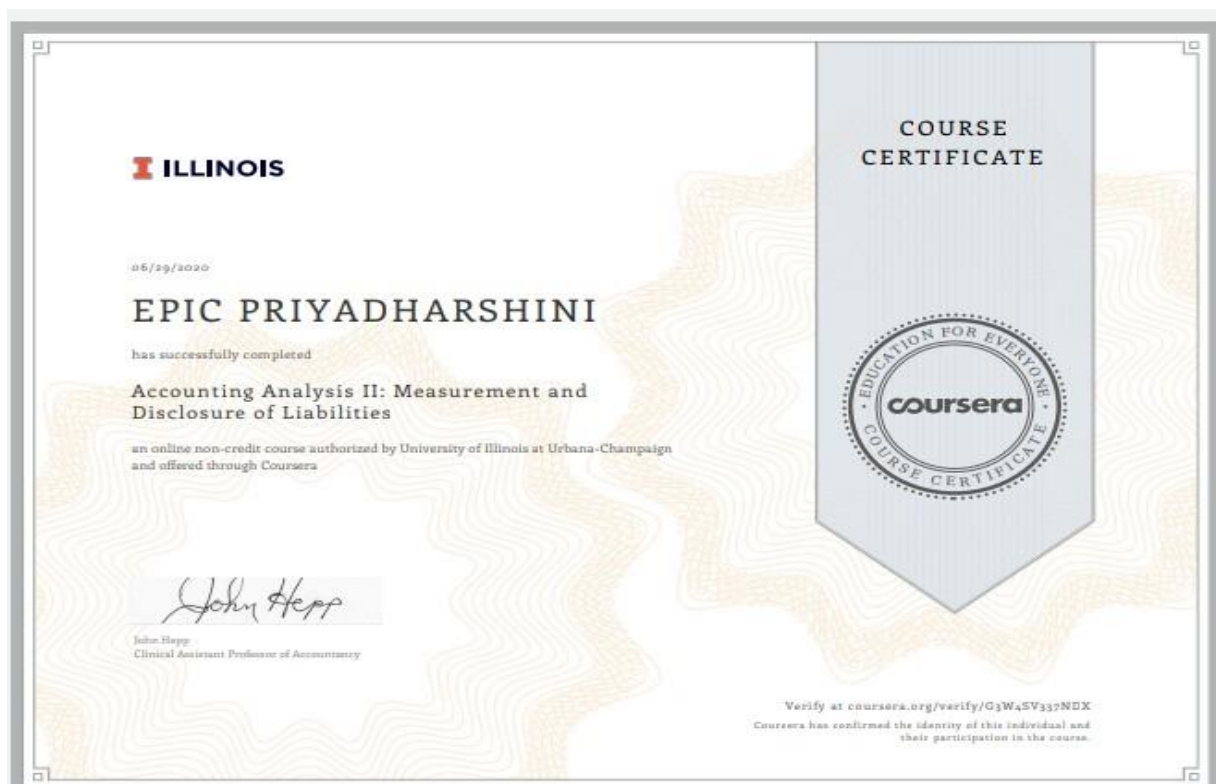 ILLINOIS
COURSE
CERTIFICATE
06/29/2020
EPIC PRIYADHARSHINI
has successfully completed
Accounting Analysis II: Measurement and
Disclosure of Liabilities
an online non-credit course authorized by University of Illinois at Urbana-Champaign
and offered through Coursera
EDUCATION FOR EVERYONE
coursera
COURSE CERTIFICATE
John Hepp
John Hepp
Clinical Assistant Professor of Accountancy
Verify at coursera.org/verify/G3W4SV337NDX
Coursera has confirmed the identity of this individual and
their participation in the course.